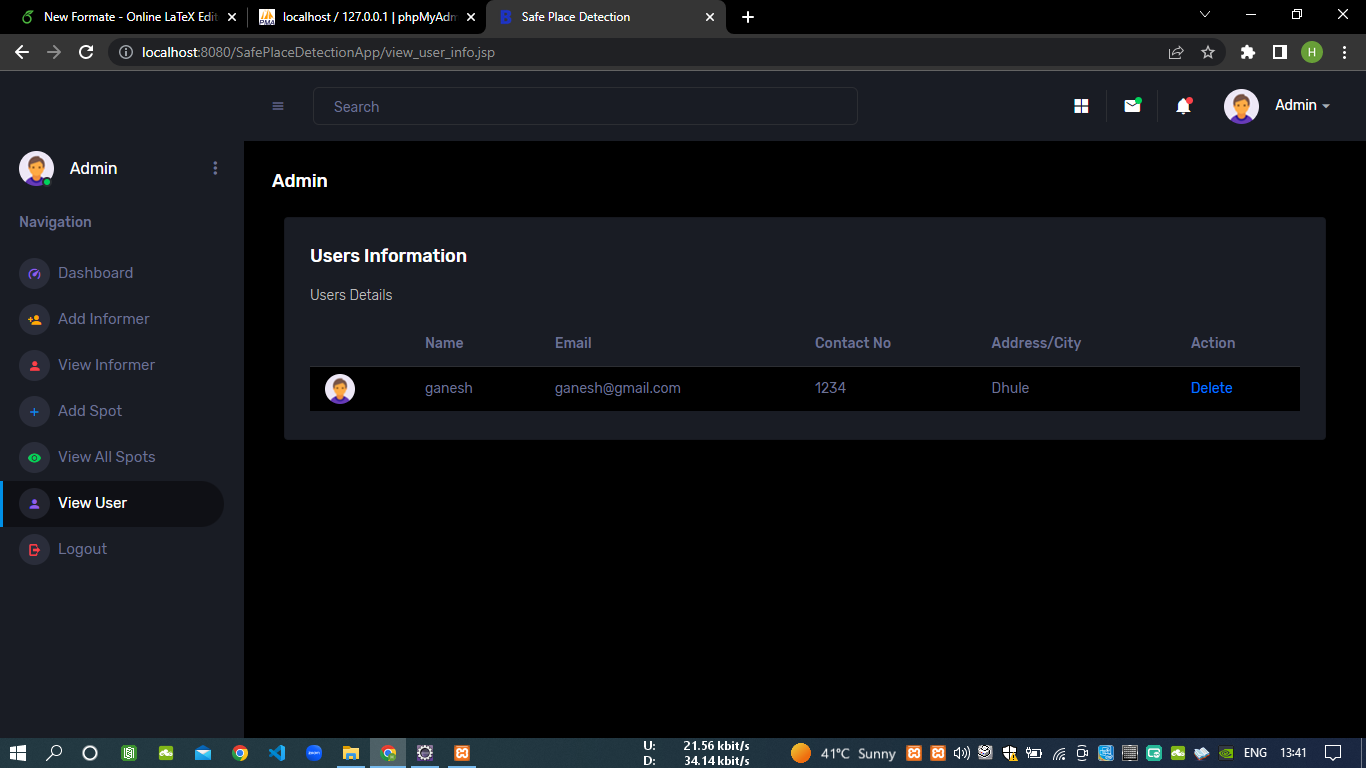 New Formate - Online LaTeX Edit
localhost / 127.0.0.1 | phpMyAdm
Safe Place Detection
localhost:8080/SafePlaceDetectionApp/view_user_info.jsp
H
Search
Admin
Admin
Navigation
Dashboard
Add Informer
View Informer
Add Spot
View All Spots
View User
Logout
Admin
Users Information
Users Details
Name Email Contact No Address/City Action
ganesh ganesh@gmail.com 1234 Dhule Delete
U: 21.56 kbit/s
D: 34.14 kbit/s
41°C Sunny
ENG
13:41